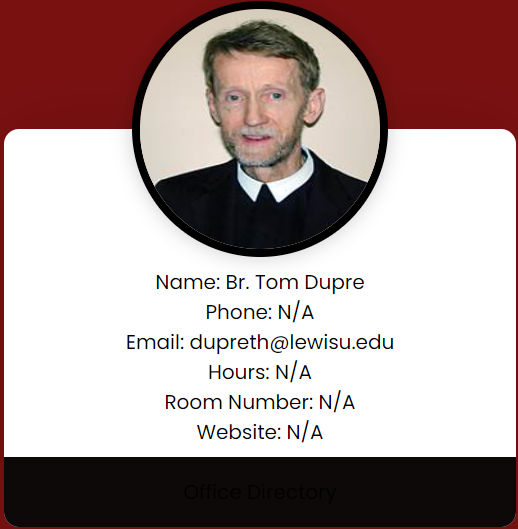 Name: Br. Tom Dupre
Phone: N/A
Email: dupreth@lewisu.edu
Hours: N/A
Room Number: N/A
Website: N/A
Office Directory